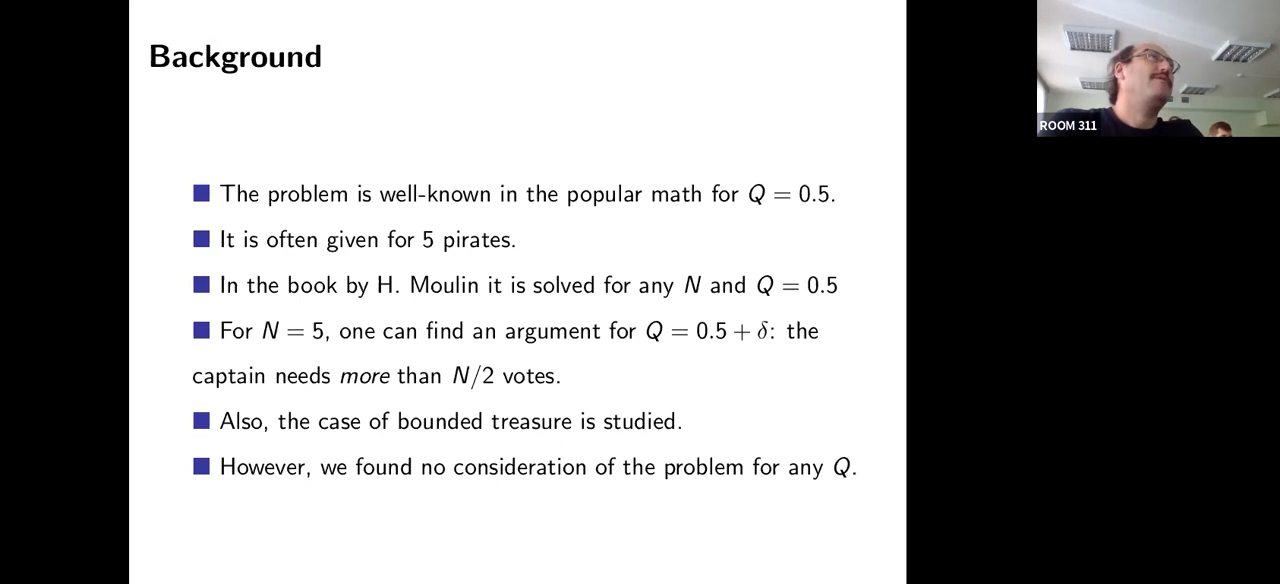 Background
The problem is well-known in the popular math for Q = 0.5.
It is often given for 5 pirates.
In the book by H. Moulin it is solved for any N and Q = 0.5
For N = 5, one can find an argument for Q = 0.5 + δ: the
captain needs more than N/2 votes.
Also, the case of bounded treasure is studied.
However, we found no consideration of the problem for any Q.
ROOM 311